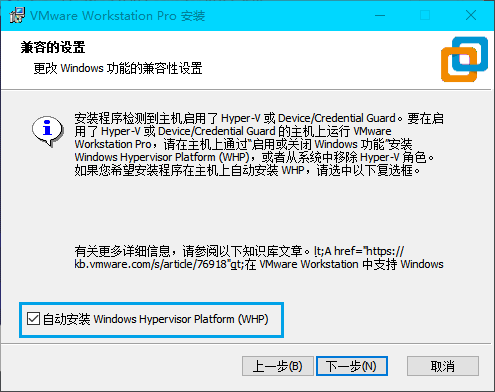 VMware Workstation Pro 安装
兼容的设置
更改 Windows 功能的兼容性设置
安装程序检测到主机启用了 Hyper-V 或 Device/Credential Guard。要在启
用了 Hyper-V 或 Device/Credential Guard 的主机上运行 VMware
Workstation Pro，请在主机上通过“启用或关闭 Windows 功能”安装
Windows Hypervisor Platform (WHP)，或者从系统中移除 Hyper-V 角色。
如果您希望安装程序在主机上自动安装 WHP，请选中以下复选框。
有关更多详细信息，请参阅以下知识库文章。lt;A href="https://
kb.vmware.com/s/article/76918"gt;在 VMware Workstation 中支持 Windows
自动安装 Windows Hypervisor Platform (WHP)
上一步(B)
下一步(N)
取消